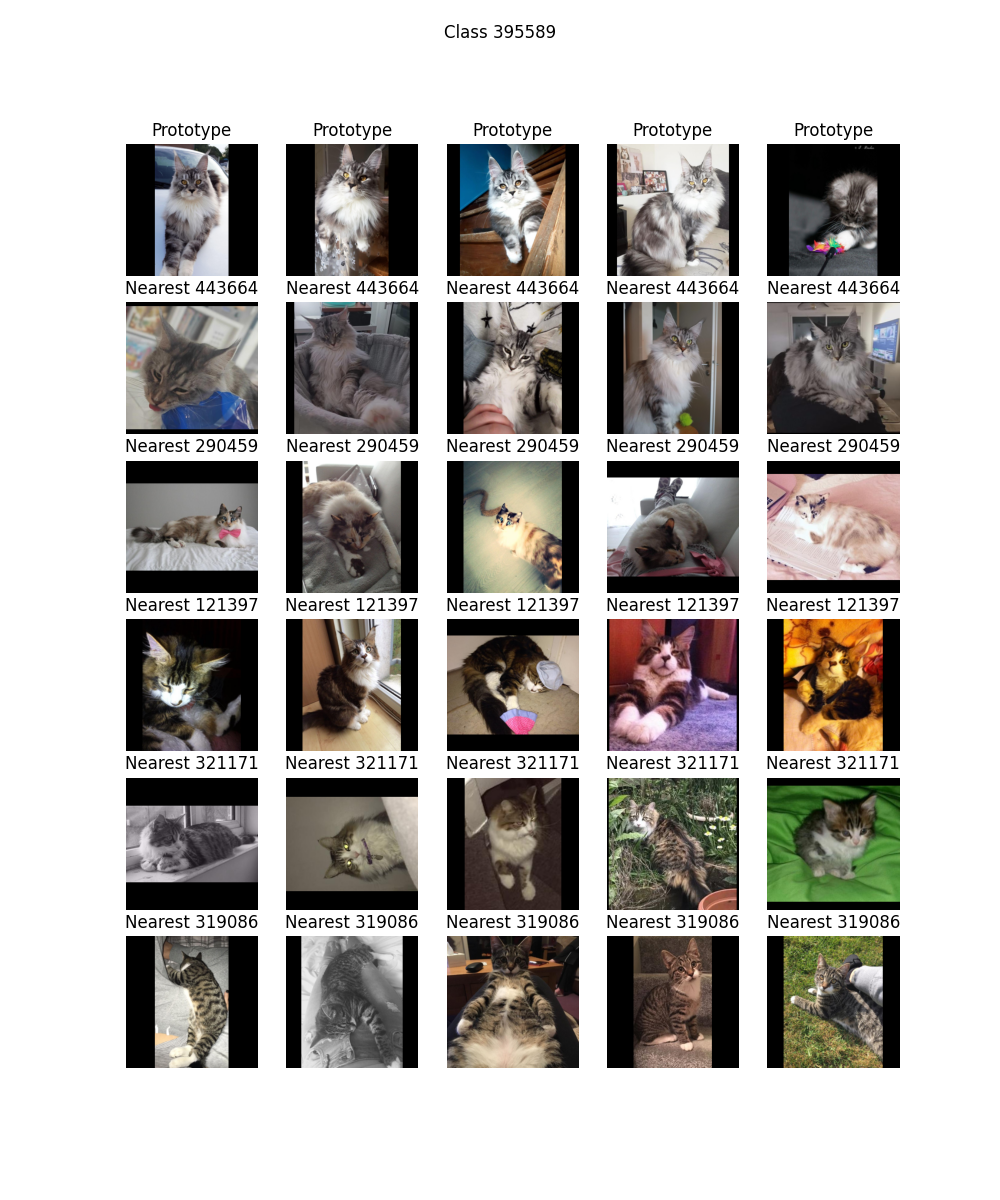 Class 395589
Prototype Prototype Prototype Prototype Prototype
Nearest 443664 Nearest 443664 Nearest 443664 Nearest 443664 Nearest 443664
Nearest 290459 Nearest 290459 Nearest 290459 Nearest 290459 Nearest 290459
Nearest 121397 Nearest 121397 Nearest 121397 Nearest 121397 Nearest 121397
Nearest 321171 Nearest 321171 Nearest 321171 Nearest 321171 Nearest 321171
Nearest 319086 Nearest 319086 Nearest 319086 Nearest 319086 Nearest 319086